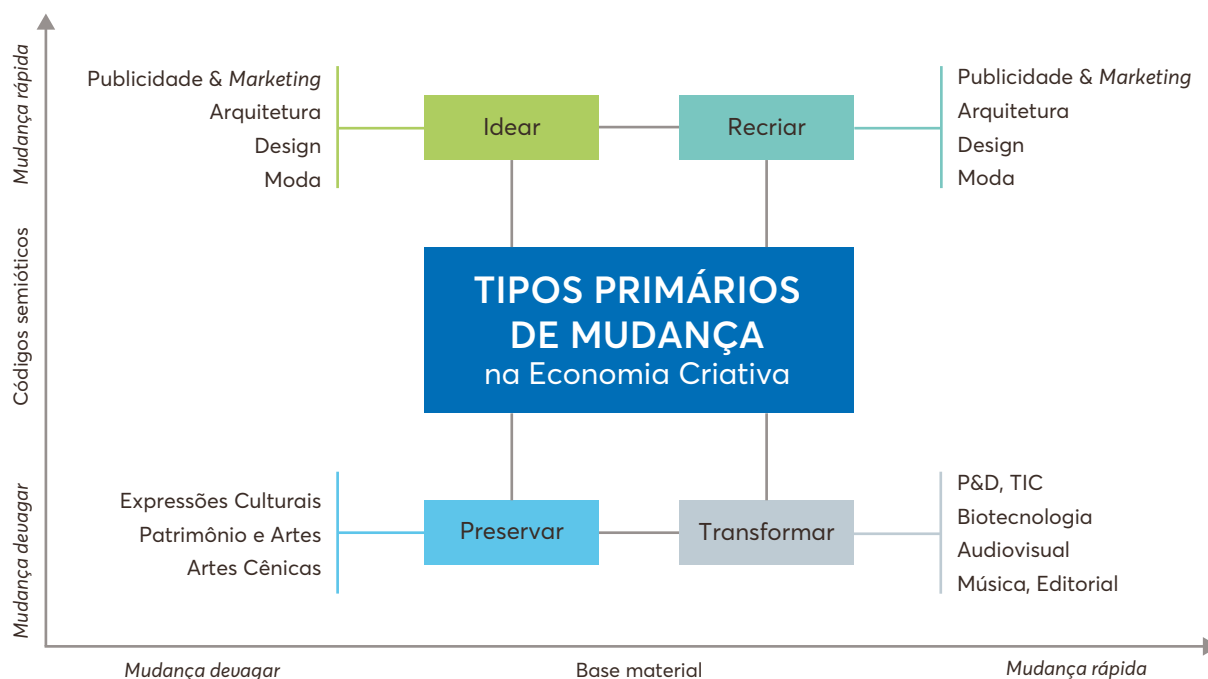 Mudança rápida
Códigos semióticos
Mudança devagar
Publicidade & Marketing
Arquitetura
Design
Moda
Idear
Recriar
Publicidade & Marketing
Arquitetura
Design
Moda
TIPOS PRIMÁRIOS
DE MUDANÇA
na Economia Criativa
Expressões Culturais
Patrimônio e Artes
Artes Cênicas
Preservar
Transformar
P&D, TIC
Biotecnologia
Audiovisual
Música, Editorial
Mudança devagar
Base material
Mudança rápida